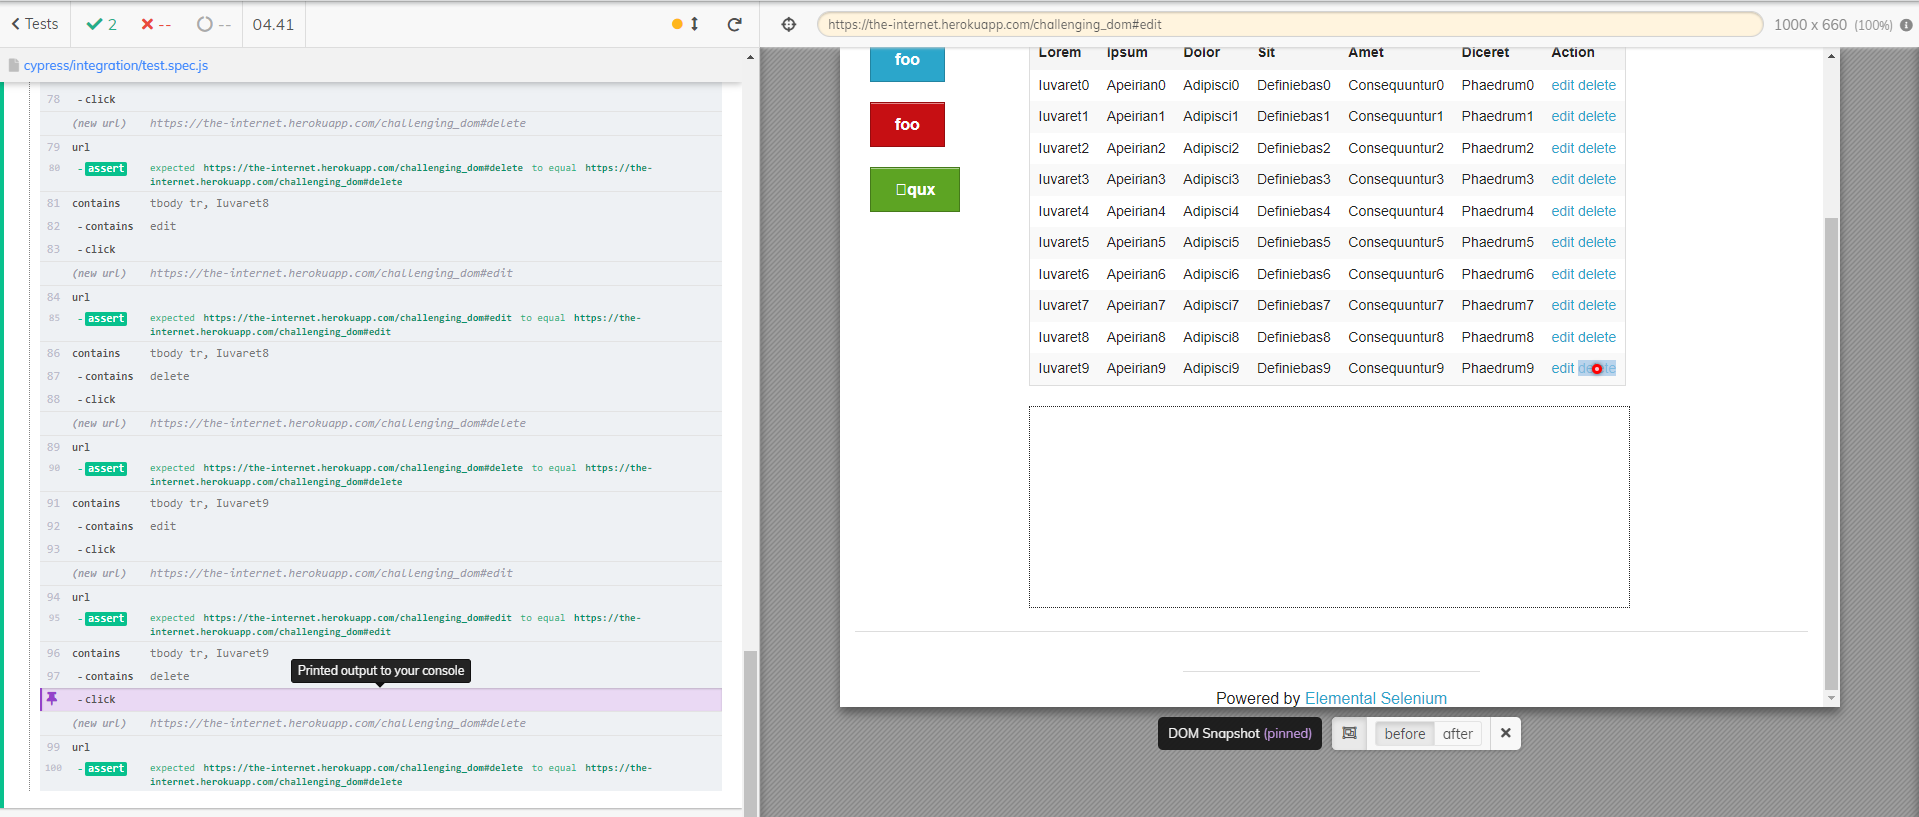 Tests
2
--
--
04.41
https://the-internet.herokuapp.com/challenging_dom#edit
1000 x 660 (100%)
cypress/integration/test.spec.js
78 -click
(new url) https://the-internet.herokuapp.com/challenging_dom#delete
79 url
80 -assert expected https://the-internet.herokuapp.com/challenging_dom#delete to equal https://the-
internet.herokuapp.com/challenging_dom#delete
81 contains tbody tr, Iuvaret8
82 -contains edit
83 -click
(new url) https://the-internet.herokuapp.com/challenging_dom#edit
84 url
85 -assert expected https://the-internet.herokuapp.com/challenging_dom#edit to equal https://the-
internet.herokuapp.com/challenging_dom#edit
86 contains tbody tr, Iuvaret8
87 -contains delete
88 -click
(new url) https://the-internet.herokuapp.com/challenging_dom#delete
89 url
90 -assert expected https://the-internet.herokuapp.com/challenging_dom#delete to equal https://the-
internet.herokuapp.com/challenging_dom#delete
91 contains tbody tr, Iuvaret9
92 -contains edit
93 -click
(new url) https://the-internet.herokuapp.com/challenging_dom#edit
94 url
95 -assert expected https://the-internet.herokuapp.com/challenging_dom#edit to equal https://the-
internet.herokuapp.com/challenging_dom#edit
96 contains tbody tr, Iuvaret9
Printed output to your console
97 -contains delete
-click
(new url) https://the-internet.herokuapp.com/challenging_dom#delete
99 url
100 -assert expected https://the-internet.herokuapp.com/challenging_dom#delete to equal https://the-
internet.herokuapp.com/challenging_dom#delete
foo
foo
qux
Lorem Ipsum Dolor Sit Amet Diceret Action
Iuvaret0 Apeirian0 Adipisci0 Definiebas0 Consequuntur0 Phaedrum0 edit delete
Iuvaret1 Apeirian1 Adipisci1 Definiebas1 Consequuntur1 Phaedrum1 edit delete
Iuvaret2 Apeirian2 Adipisci2 Definiebas2 Consequuntur2 Phaedrum2 edit delete
Iuvaret3 Apeirian3 Adipisci3 Definiebas3 Consequuntur3 Phaedrum3 edit delete
Iuvaret4 Apeirian4 Adipisci4 Definiebas4 Consequuntur4 Phaedrum4 edit delete
Iuvaret5 Apeirian5 Adipisci5 Definiebas5 Consequuntur5 Phaedrum5 edit delete
Iuvaret6 Apeirian6 Adipisci6 Definiebas6 Consequuntur6 Phaedrum6 edit delete
Iuvaret7 Apeirian7 Adipisci7 Definiebas7 Consequuntur7 Phaedrum7 edit delete
Iuvaret8 Apeirian8 Adipisci8 Definiebas8 Consequuntur8 Phaedrum8 edit delete
Iuvaret9 Apeirian9 Adipisci9 Definiebas9 Consequuntur9 Phaedrum9 edit delete
Powered by Elemental Selenium
DOM Snapshot (pinned)
before after